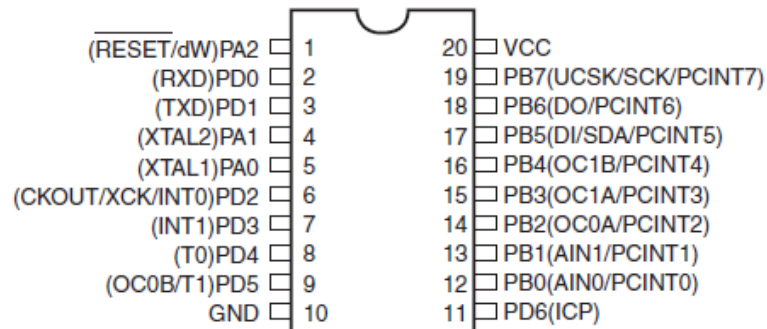 (RESET/dW)PA2 1 20 VCC
(RXD)PD0 2 19 PB7(UCSK/SCK/PCINT7)
(TXD)PD1 3 18 PB6(DO/PCINT6)
(XTAL2)PA1 4 17 PB5(DI/SDA/PCINT5)
(XTAL1)PA0 5 16 PB4(OC1B/PCINT4)
(CKOUT/XCK/INT0)PD2 6 15 PB3(OC1A/PCINT3)
(INT1)PD3 7 14 PB2(OC0A/PCINT2)
(T0)PD4 8 13 PB1(AIN1/PCINT1)
(OC0B/T1)PD5 9 12 PB0(AIN0/PCINT0)
GND 10 11 PD6(ICP)